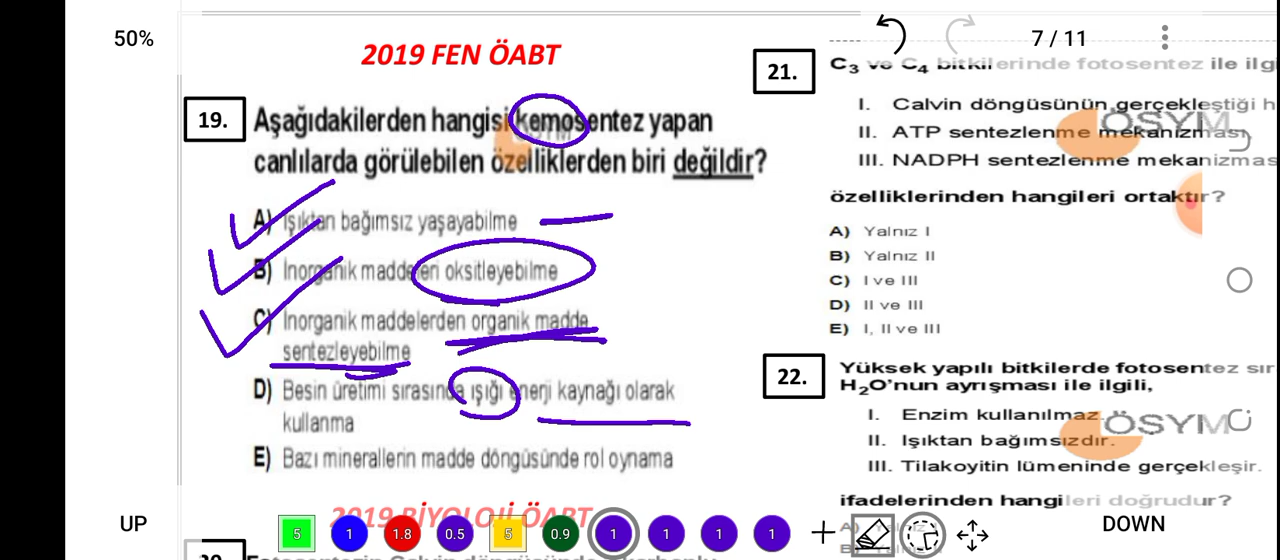 50%
2019 FEN ÖABT
7 / 11
19.
Aşağıdakilerden hangisi kemosentez yapan
canlılarda görülebilen özelliklerden biri değildir?
A) Işıktan bağımsız yaşayabilme
B) İnorganik maddeleri oksitleyebilme
C) İnorganik maddelerden organik madde
sentezleyebilme
D) Besin üretimi sırasında ışığı enerji kaynağı olarak
kullanma
E) Bazı minerallerin madde döngüsünde rol oynama
2019 BİYOLOJİ ÖABT
21.
C3 ve C4 bitkilerinde fotosentez ile ilg
I. Calvin döngüsünün gerçekleştiği h
II. ATP sentezlenme mekanizması
III. NADPH sentezlenme mekanizmas
ÖSYM
özelliklerinden hangileri ortaktır?
A) Yalnız I
B) Yalnız II
C) I ve III
D) II ve III
E) I, II ve III
22.
Yüksek yapılı bitkilerde fotosentez sır
H2O'nun ayrışması ile ilgili,
I. Enzim kullanılmaz.
II. Işıktan bağımsızdır.
III. Tilakoyitin lümeninde gerçekleşir.
ÖSYM
ifadelerinden hangileri doğrudur?
A)
UP
5 1 1.8 0.5 5 0.9 1 1 1 1
DOWN